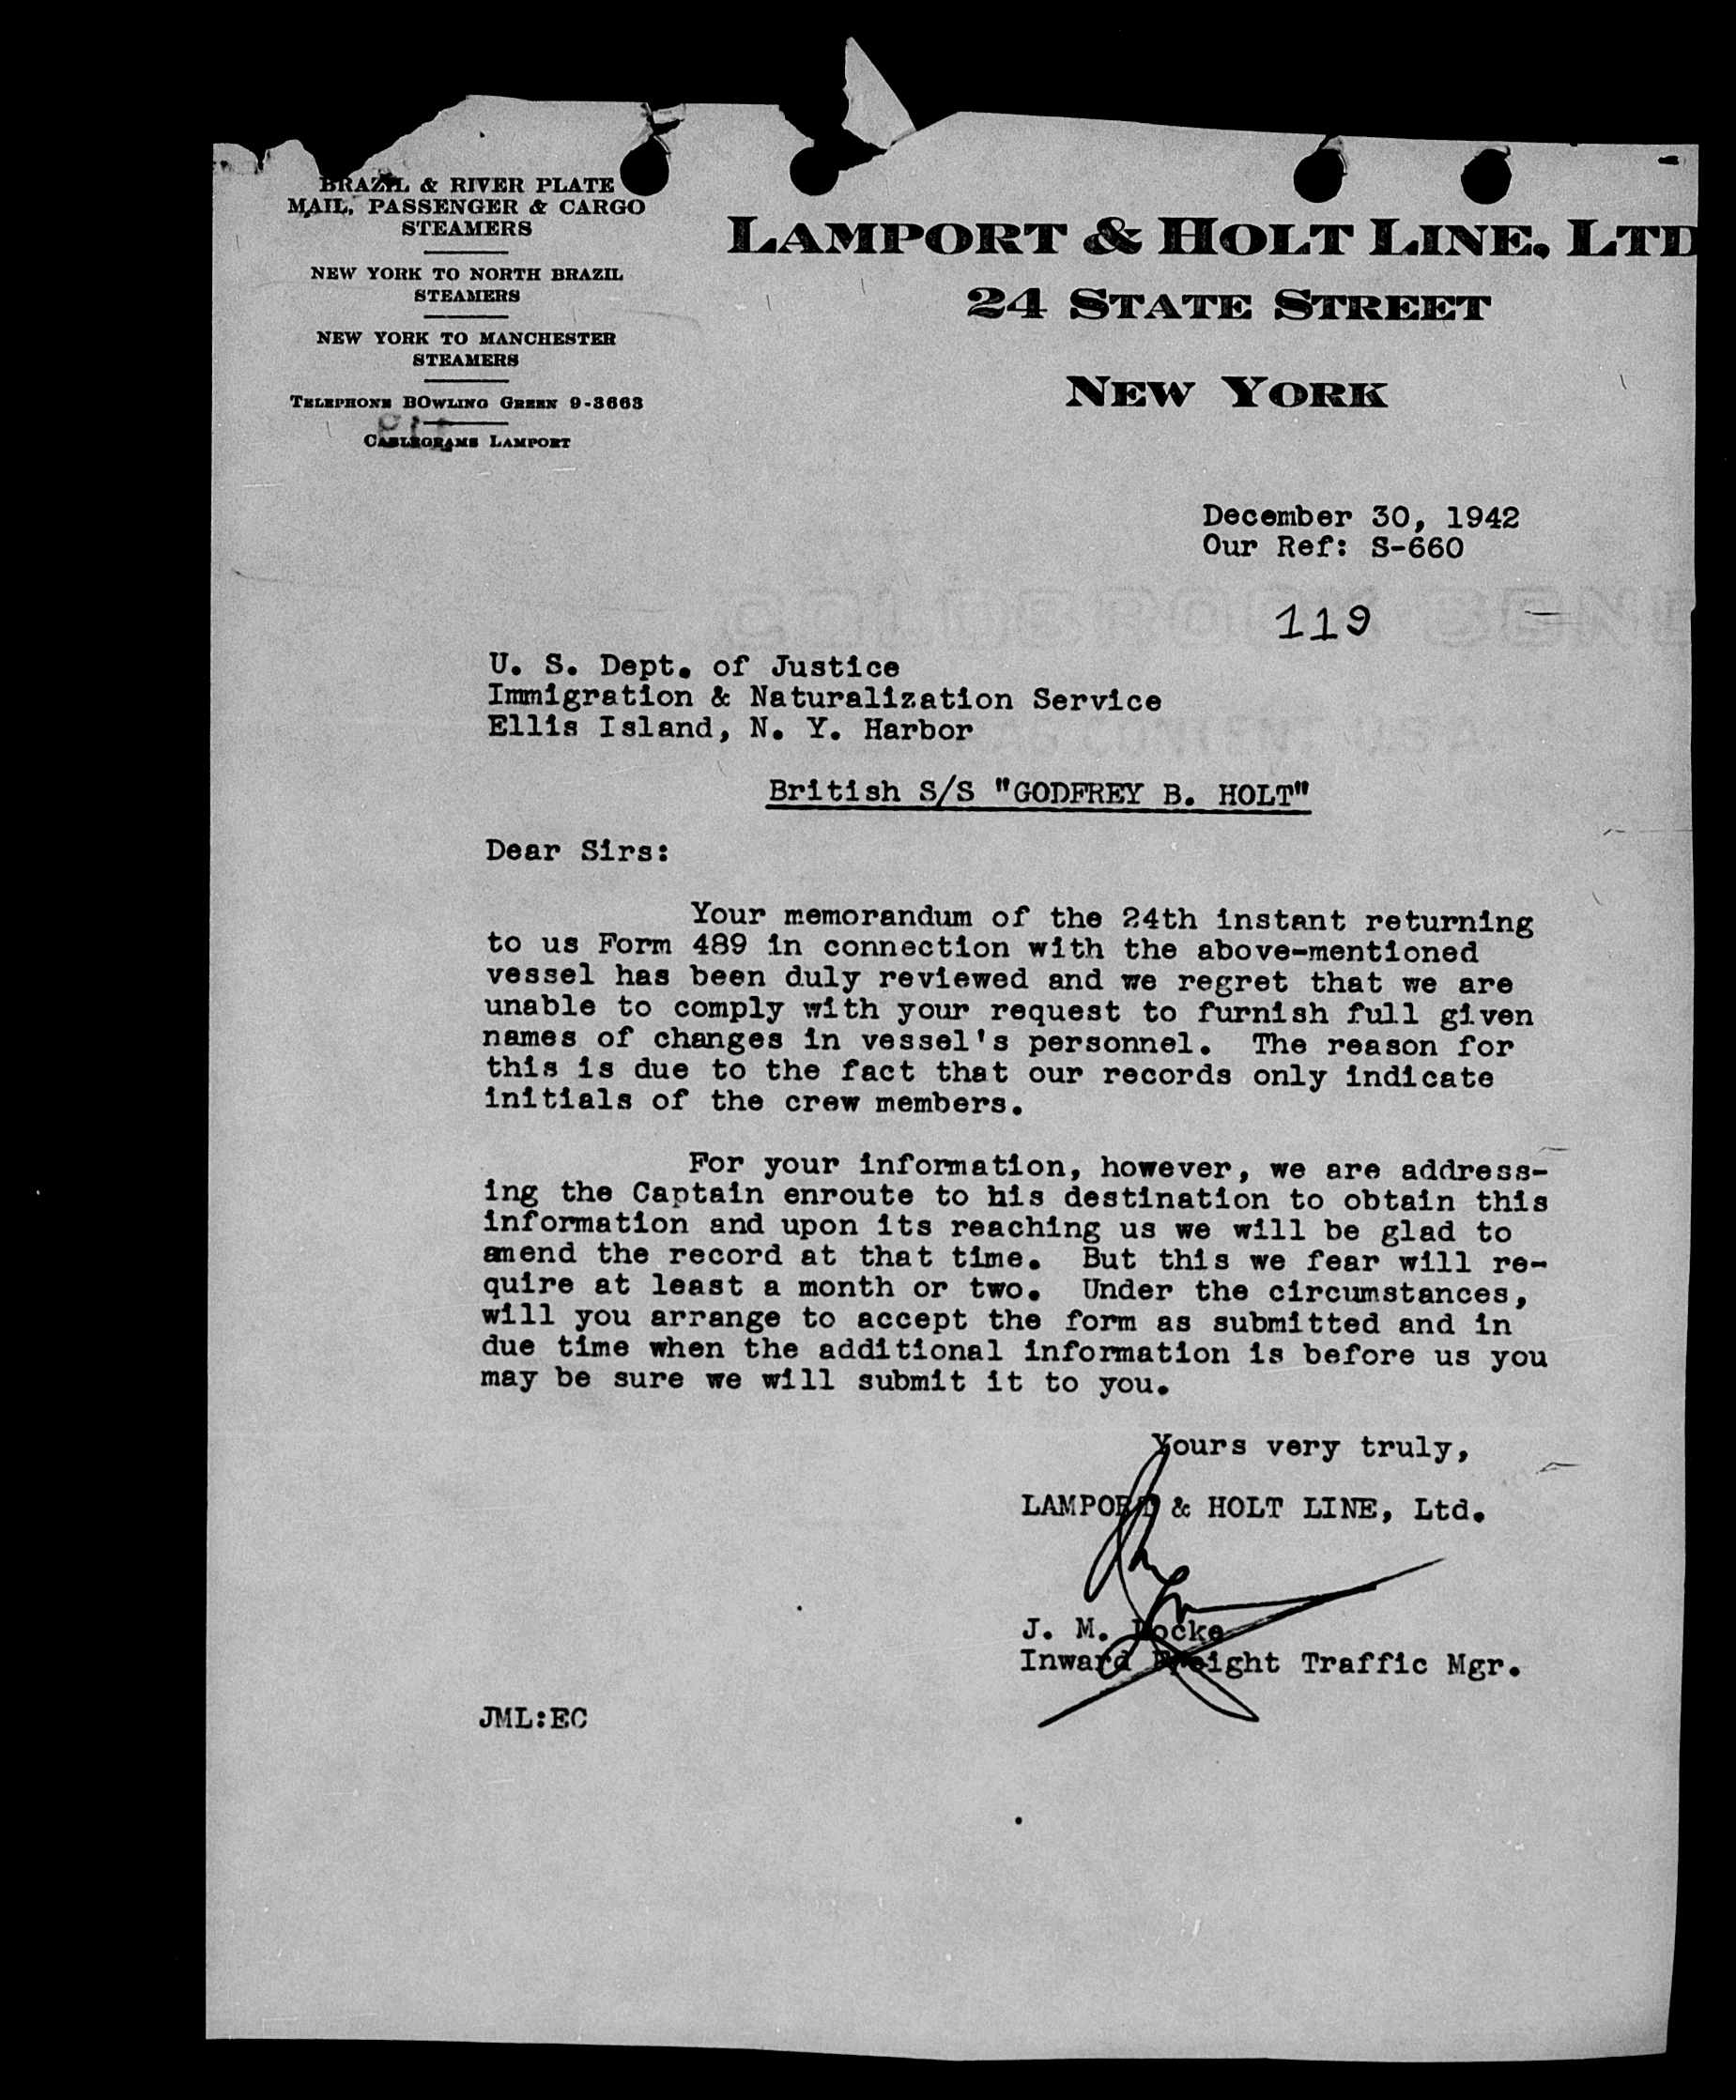 BRAZIL & RIVER PLATE
MAIL, PASSENGER & CARGO
STEAMERS
NEW YORK TO NORTH BRAZIL
STEAMERS
NEW YORK TO MANCHESTER
STEAMERS
TELEPHONE BOWLING GREEN 9-3663
CABLEGRAMS LAMPORT
LAMPORT & HOLT LINE, LTD
24 STATE STREET
NEW YORK
December 30, 1942
Our Ref: S-660
119
U. S. Dept. of Justice
Immigration & Naturalization Service
Ellis Island, N. Y. Harbor
British S/S "GODFREY B. HOLT"
Dear Sirs:
Your memorandum of the 24th instant returning
to us Form 489 in connection with the above-mentioned
vessel has been duly reviewed and we regret that we are
unable to comply with your request to furnish full given
names of changes in vessel's personnel. The reason for
this is due to the fact that our records only indicate
initials of the crew members.
For your information, however, we are address-
ing the Captain enroute to his destination to obtain this
information and upon its reaching us we will be glad to
amend the record at that time. But this we fear will re-
quire at least a month or two. Under the circumstances,
will you arrange to accept the form as submitted and in
due time when the additional information is before us you
may be sure we will submit it to you.
Yours very truly,
LAMPORT & HOLT LINE, Ltd.
J. M. Locke
Inward Freight Traffic Mgr.
JML:EC